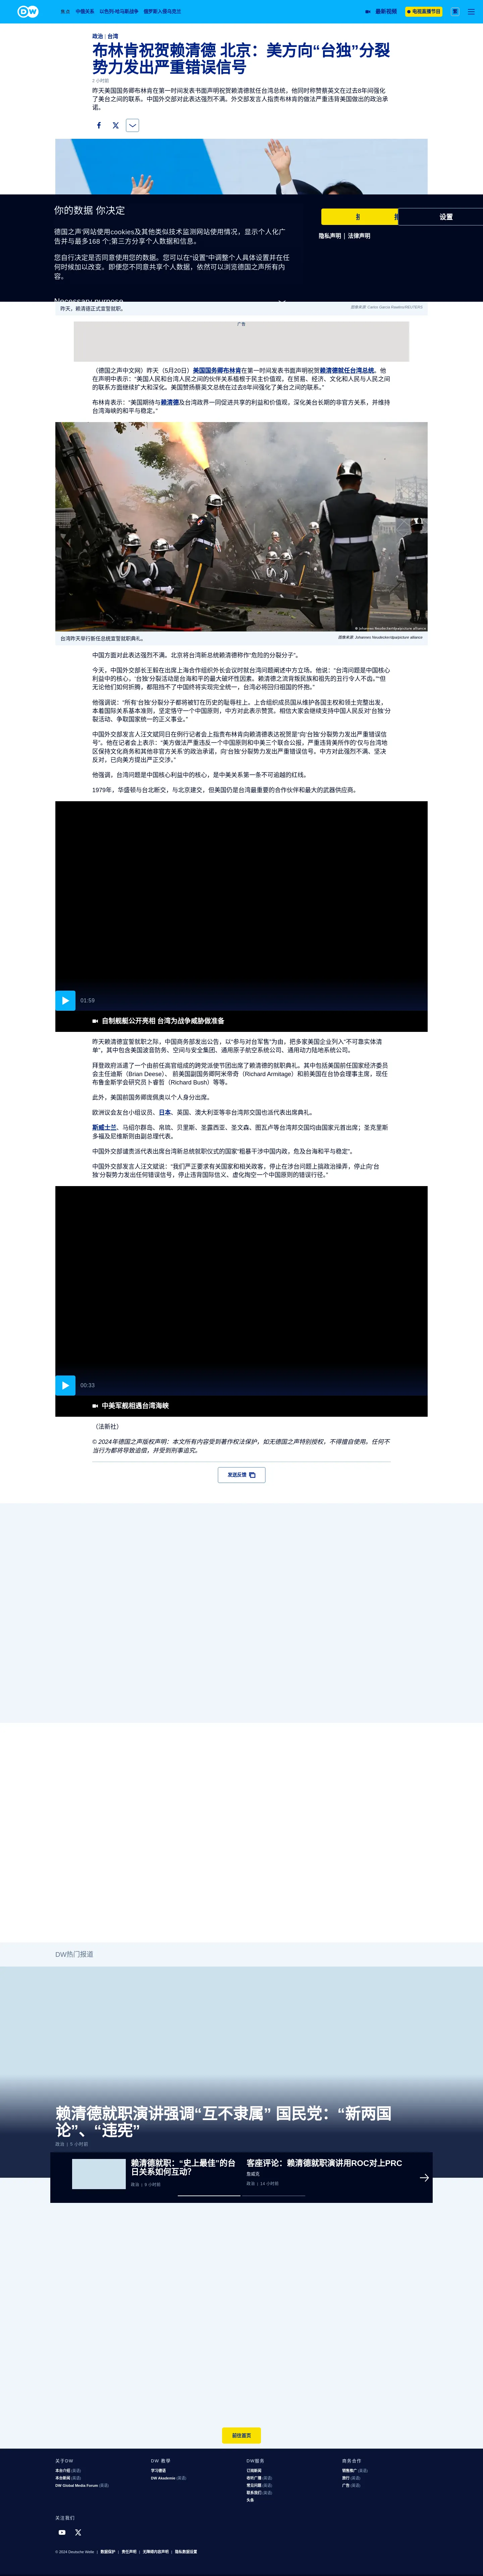 DW
焦点
中俄关系
以色列-哈马斯战争
俄罗斯入侵乌克兰
最新视频
电视直播节目
繁
政治 | 台湾
布林肯祝贺赖清德 北京：美方向“台独”分裂
势力发出严重错误信号
2 小时前
昨天美国国务卿布林肯在第一时间发表书面声明祝贺赖清德就任台湾总统，他同时称赞蔡英文在过去8年间强化
了美台之间的联系。中国外交部对此表达强烈不满。外交部发言人指责布林肯的做法严重违背美国做出的政治承
诺。
你的数据 你决定
德国之声'网站使用cookies及其他类似技术监测网站使用情况，显示个人化广
告并与最多168 个第三方分享个人数据和信息。
您自行决定是否同意使用您的数据。您可以在“设置”中调整个人具体设置并在任
何时候加以改变。即使您不同意共享个人数据，依然可以浏览德国之声所有内
容。
Necessary purpose
设置
隐私声明 | 法律声明
昨天，赖清德正式宣誓就职。
图像来源: Carlos Garcia Rawlins/REUTERS
广告
（德国之声中文网）昨天（5月20日）美国国务卿布林肯在第一时间发表书面声明祝贺赖清德就任台湾总统。他
在声明中表示：“美国人民和台湾人民之间的伙伴关系植根于民主价值观，在贸易、经济、文化和人民与人民之间
的联系方面继续扩大和深化。美国赞扬蔡英文总统在过去8年间强化了美台之间的联系。”
布林肯表示：“美国期待与赖清德及台湾政界一同促进共享的利益和价值观，深化美台长期的非官方关系，并维持
台湾海峡的和平与稳定。”
© Johannes Neudecker/dpa/picture alliance
台湾昨天举行新任总统宣誓就职典礼。
图像来源: Johannes Neudecker/dpa/picture alliance
中国方面对此表达强烈不满。北京将台湾新总统赖清德称作“危险的分裂分子”。
今天，中国外交部长王毅在出席上海合作组织外长会议时就台湾问题阐述中方立场。他说：“台湾问题是中国核心
利益中的核心，‘台独’分裂活动是台海和平的最大破坏性因素。赖清德之流背叛民族和祖先的丑行令人不齿。”“但
无论他们如何折腾，都阻挡不了中国终将实现完全统一，台湾必将回归祖国的怀抱。”
他强调说：“所有‘台独’分裂分子都将被钉在历史的耻辱柱上。上合组织成员国从维护各国主权和领土完整出发，
本着国际关系基本准则，坚定恪守一个中国原则，中方对此表示赞赏。相信大家会继续支持中国人民反对‘台独’分
裂活动、争取国家统一的正义事业。”
中国外交部发言人汪文斌同日在例行记者会上指责布林肯向赖清德表达祝贺是“向‘台独’分裂势力发出严重错误信
号”。他在记者会上表示：“美方做法严重违反一个中国原则和中美三个联合公报，严重违背美所作的‘仅与台湾地
区保持文化商务和其他非官方关系’的政治承诺，向‘台独’分裂势力发出严重错误信号。中方对此强烈不满、坚决
反对，已向美方提出严正交涉。”
他强调，台湾问题是中国核心利益中的核心，是中美关系第一条不可逾越的红线。
1979年，华盛顿与台北断交，与北京建交，但美国仍是台湾最重要的合作伙伴和最大的武器供应商。
01:59
自制舰艇公开亮相 台湾为战争威胁做准备
昨天赖清德宣誓就职之际，中国商务部发出公告，以“参与对台军售”为由，把多家美国企业列入“不可靠实体清
单”，其中包含美国波音防务、空间与安全集团、通用原子航空系统公司、通用动力陆地系统公司。
拜登政府派遣了一个由前任高官组成的跨党派使节团出席了赖清德的就职典礼。其中包括美国前任国家经济委员
会主任迪斯（Brian Deese）、前美国副国务卿阿米蒂奇（Richard Armitage）和前美国在台协会理事主席，现任
布鲁金斯学会研究员卜睿哲（Richard Bush）等等。
此外，美国前国务卿庞佩奥以个人身分出席。
欧洲议会友台小组议员、日本、英国、澳大利亚等非台湾邦交国也派代表出席典礼。
斯威士兰、马绍尔群岛、帛琉、贝里斯、圣露西亚、圣文森、图瓦卢等台湾邦交国均由国家元首出席；圣克里斯
多福及尼维斯则由副总理代表。
中国外交部谴责派代表出席台湾新总统就职仪式的国家“粗暴干涉中国内政，危及台海和平与稳定”。
中国外交部发言人汪文斌说：“我们严正要求有关国家和相关政客，停止在涉台问题上搞政治操弄，停止向‘台
独’分裂势力发出任何错误信号，停止违背国际信义、虚化掏空一个中国原则的错误行径。”
00:33
中美军舰相遇台湾海峡
（法新社）
© 2024年德国之声版权声明：本文所有内容受到著作权法保护，如无德国之声特别授权，不得擅自使用。任何不
当行为都将导致追偿，并受到刑事追究。
发送反馈
DW热门报道
赖清德就职演讲强调“互不隶属” 国民党：“新两国
论”、“违宪”
政治 | 5 小时前
赖清德就职：“史上最佳”的台
日关系如何互动？
政治 | 9 小时前
客座评论：赖清德就职演讲用ROC对上PRC
詹威克
政治 | 14 小时前
前往首页
关于DW
本台介绍 (英语)
本台新闻 (英语)
DW Global Media Forum (英语)
DW 教学
学习德语
DW Akademie (英语)
DW服务
订阅新闻
收听广播 (英语)
常见问题 (英语)
联系我们 (英语)
头条
商务合作
销售推广 (英语)
旅行 (英语)
广告 (英语)
关注我们
© 2024 Deutsche Welle | 数据保护 | 责任声明 | 无障碍内容声明 | 隐私数据设置